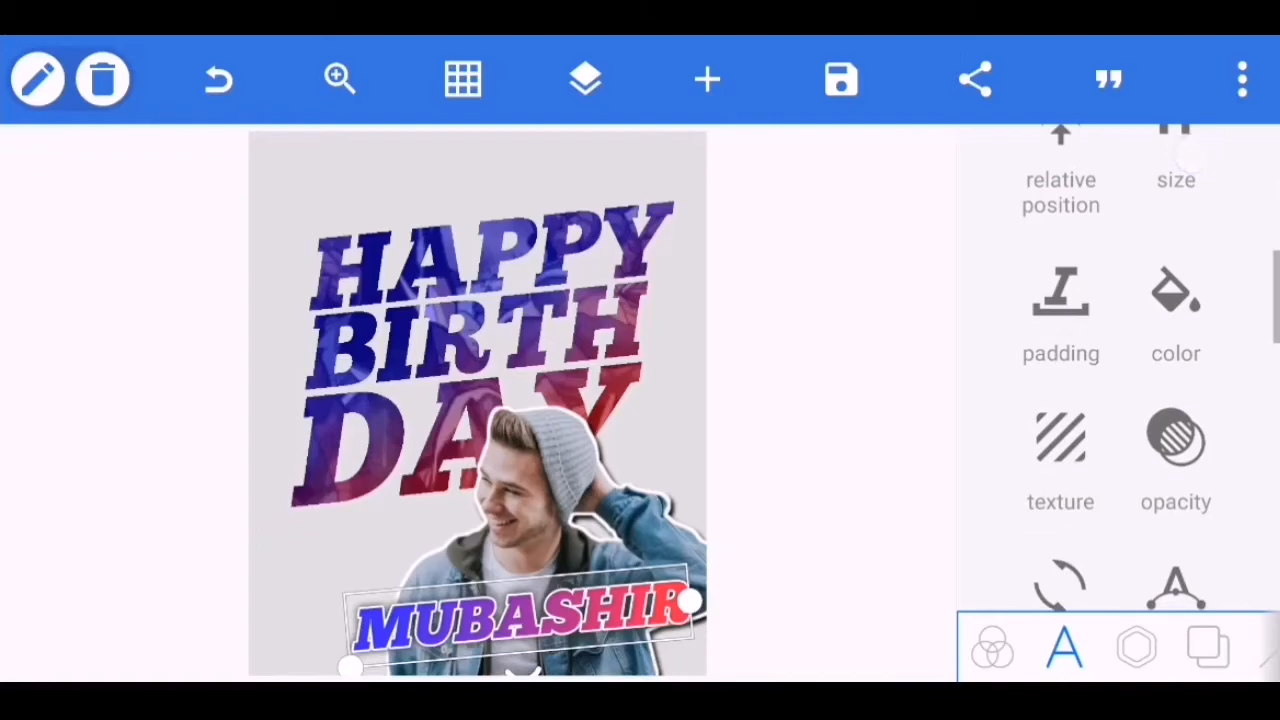 HAPPY
BIRTH
DAY
MUBASHIR
relative position
size
padding
color
texture
opacity